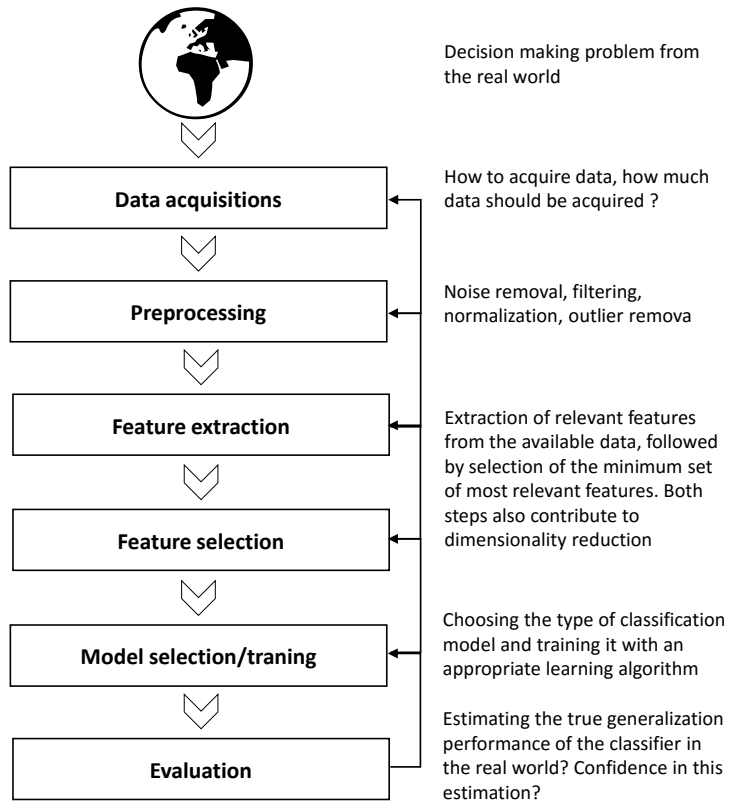 Decision making problem from
the real world
Data acquisitions
How to acquire data, how much
data should be acquired ?
Preprocessing
Noise removal, filtering,
normalization, outlier remova
Feature extraction
Extraction of relevant features
from the available data, followed
by selection of the minimum set
of most relevant features. Both
steps also contribute to
dimensionality reduction
Feature selection
Model selection/traning
Choosing the type of classification
model and training it with an
appropriate learning algorithm
Evaluation
Estimating the true generalization
performance of the classifier in
the real world? Confidence in this
estimation?